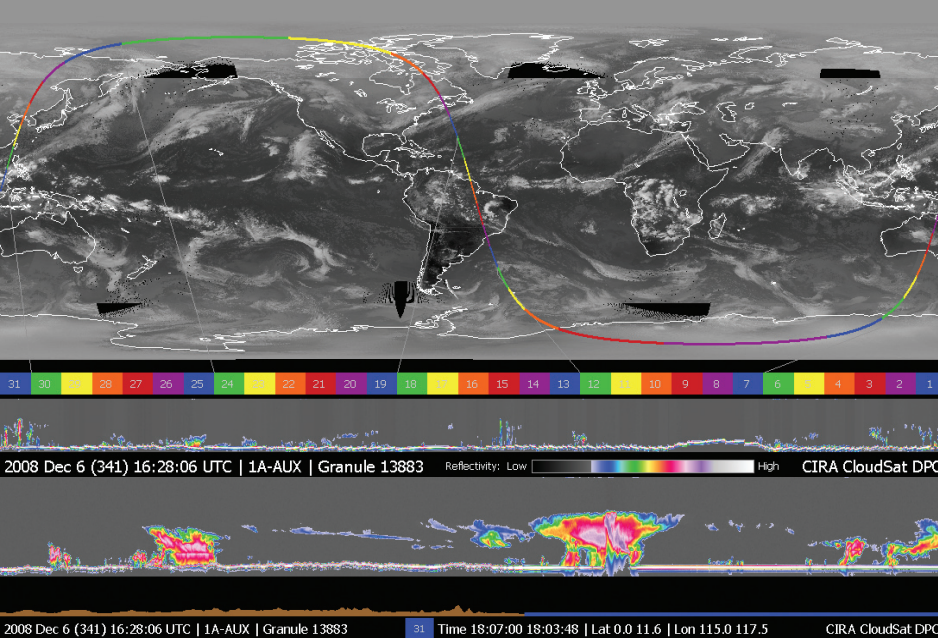 31 30 29 28 27 26 25 24 23 22 21 20 19 18 17 16 15 14 13 12 11 10 9 8 7 6 5 4 3 2 1
2008 Dec 6 (341) 16:28:06 UTC | 1A-AUX | Granule 13883 Reflectivity: Low High CIRA CloudSat DPC
2008 Dec 6 (341) 16:28:06 UTC | 1A-AUX | Granule 13883 31 Time 18:07:00 18:03:48 | Lat 0.0 11.6 | Lon 115.0 117.5 CIRA CloudSat DPC